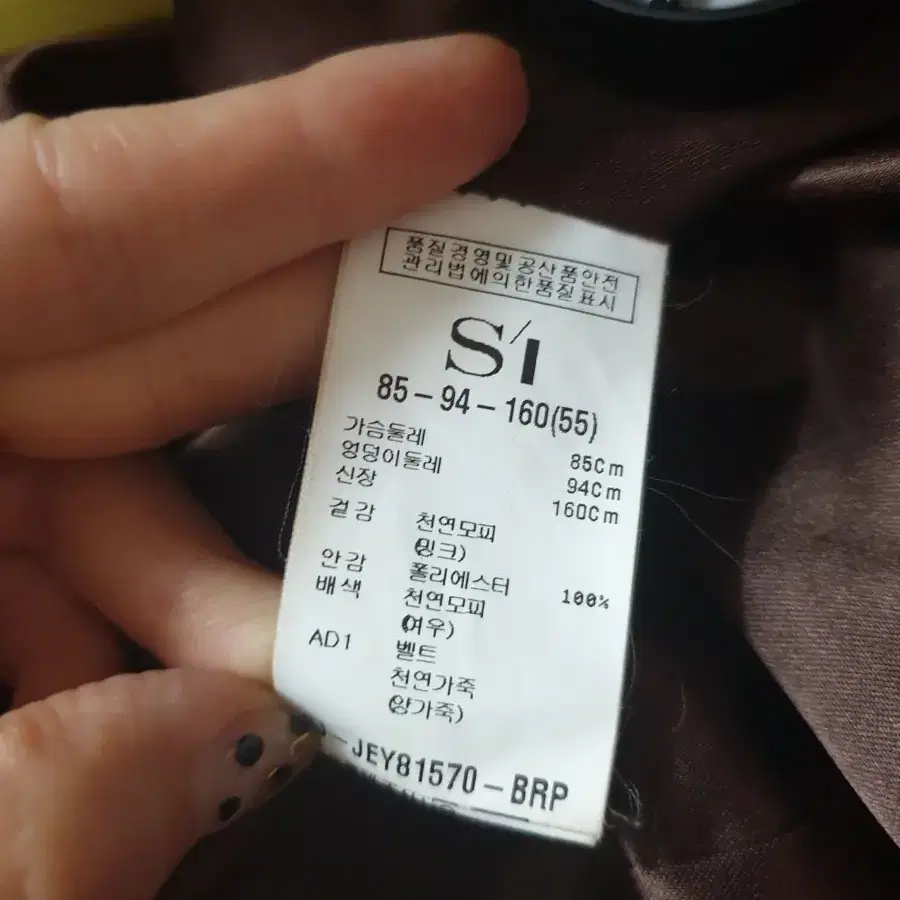 품질경영및공산품안전
관리법에의한품질표시
S'I
85-94-160(55)
가슴둘레 85Cm
엉덩이둘레 94Cm
신장 160Cm
겉감 천연모피
(밍크)
안감 폴리에스터 100%
배색 천연모피
(여우)
AD1 벨트
천연가죽
(양가죽)
-JEY81570-BRP